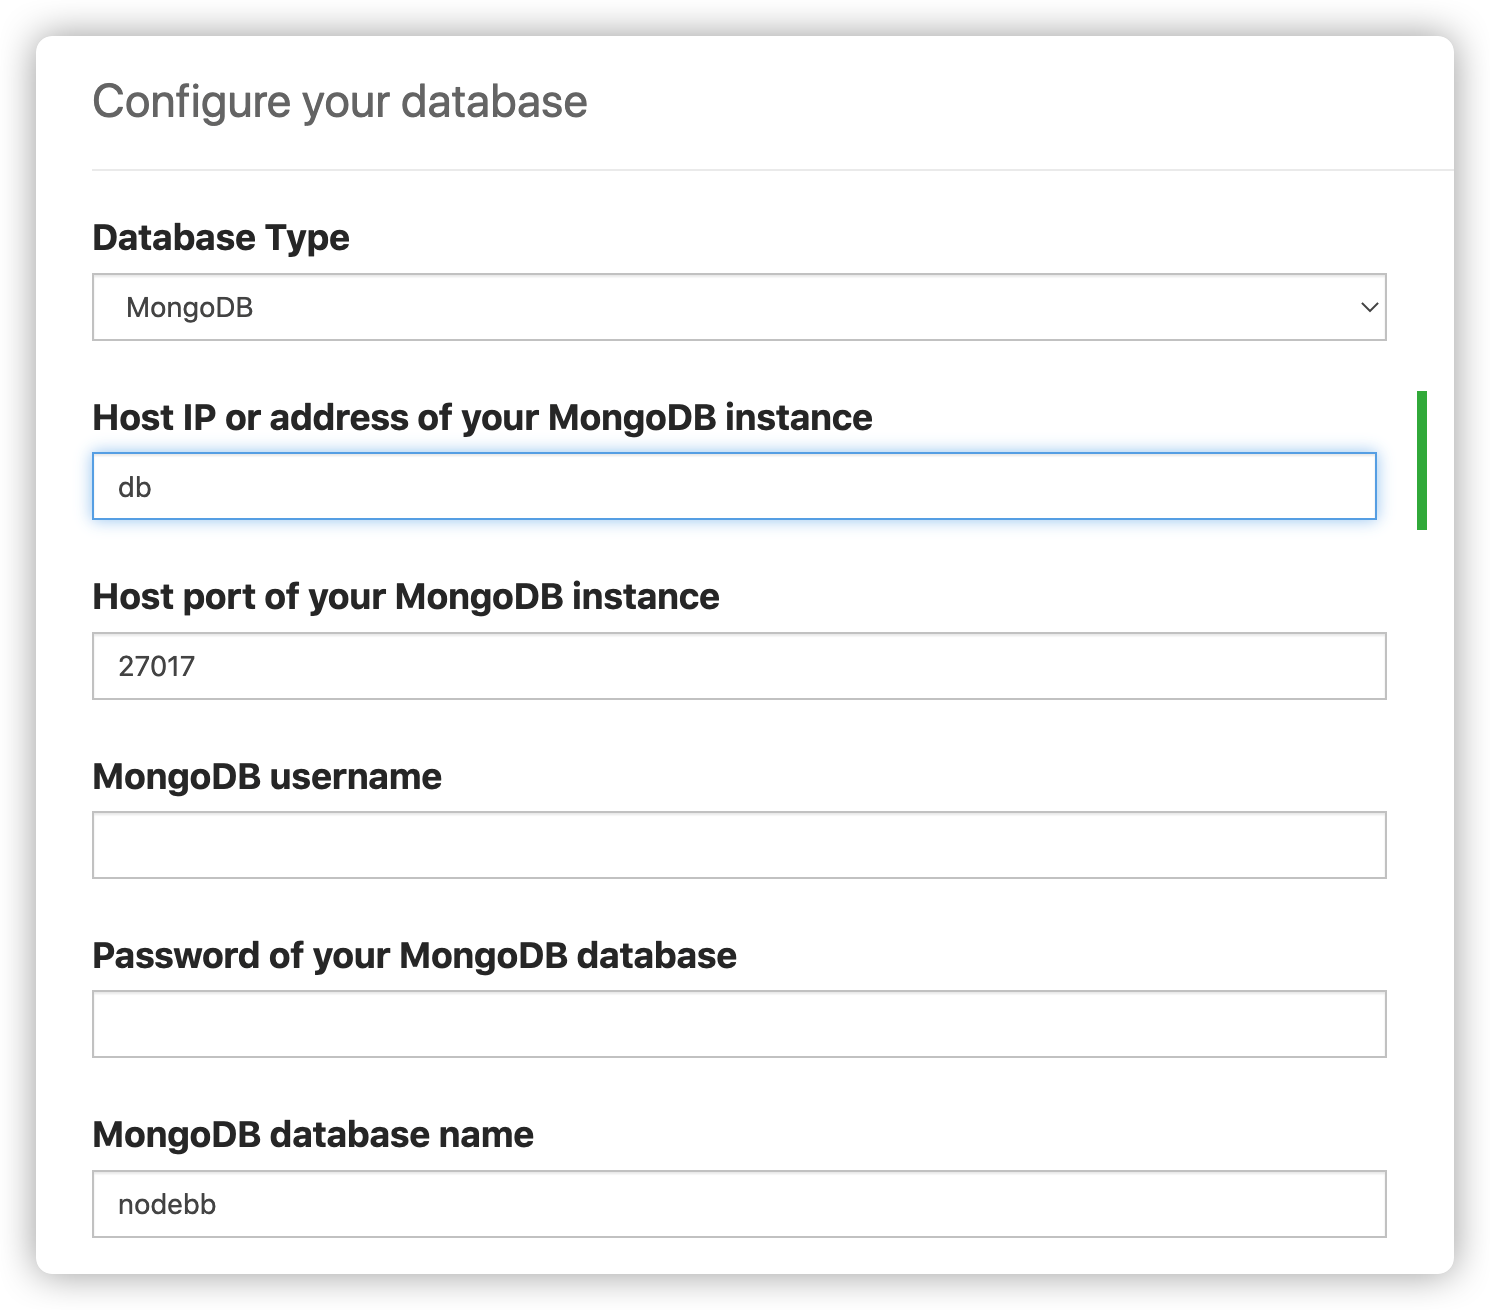 Configure your database
Database Type
MongoDB
Host IP or address of your MongoDB instance
db
Host port of your MongoDB instance
27017
MongoDB username
Password of your MongoDB database
MongoDB database name
nodebb